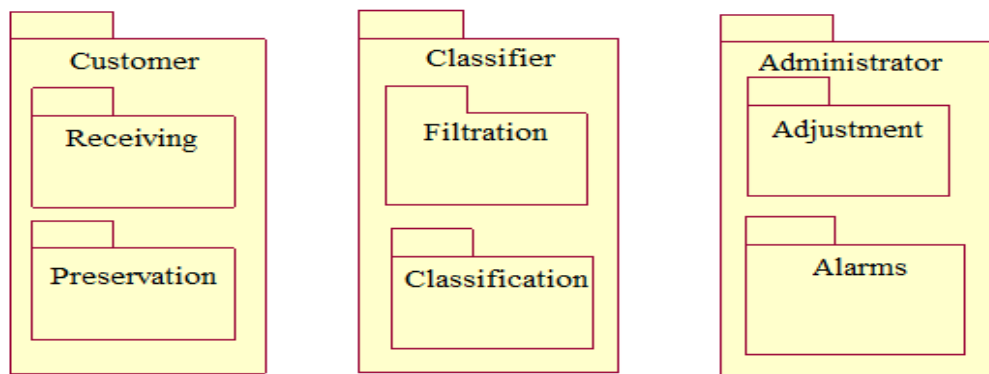 Customer
Receiving
Preservation
Classifier
Filtration
Classification
Administrator
Adjustment
Alarms